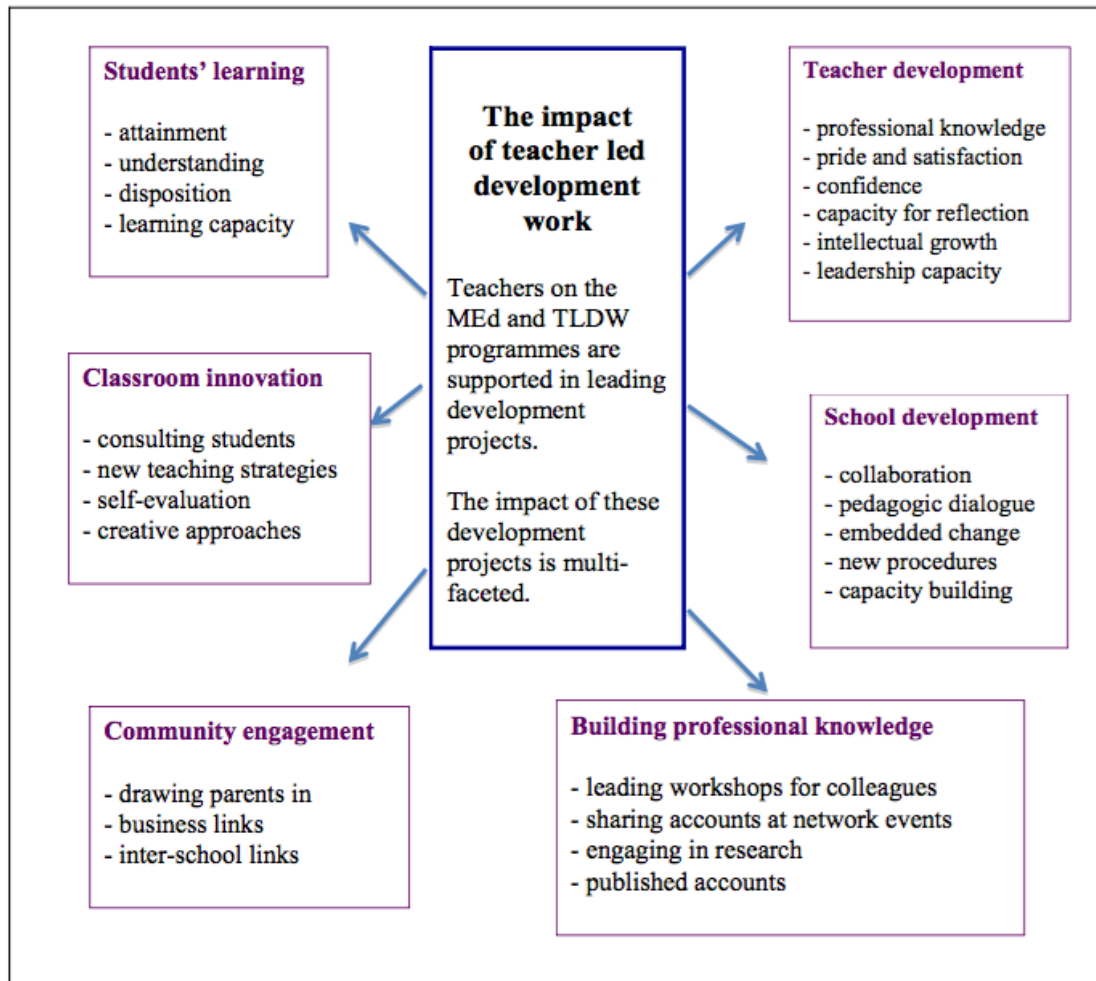 Students’ learning
- attainment
- understanding
- disposition
- learning capacity
Classroom innovation
- consulting students
- new teaching strategies
- self-evaluation
- creative approaches
Community engagement
- drawing parents in
- business links
- inter-school links
The impact
of teacher led
development
work
Teachers on the
MEd and TLDW
programmes are
supported in leading
development
projects.
The impact of these
development
projects is multi-
faceted.
Teacher development
- professional knowledge
- pride and satisfaction
- confidence
- capacity for reflection
- intellectual growth
- leadership capacity
School development
- collaboration
- pedagogic dialogue
- embedded change
- new procedures
- capacity building
Building professional knowledge
- leading workshops for colleagues
- sharing accounts at network events
- engaging in research
- published accounts